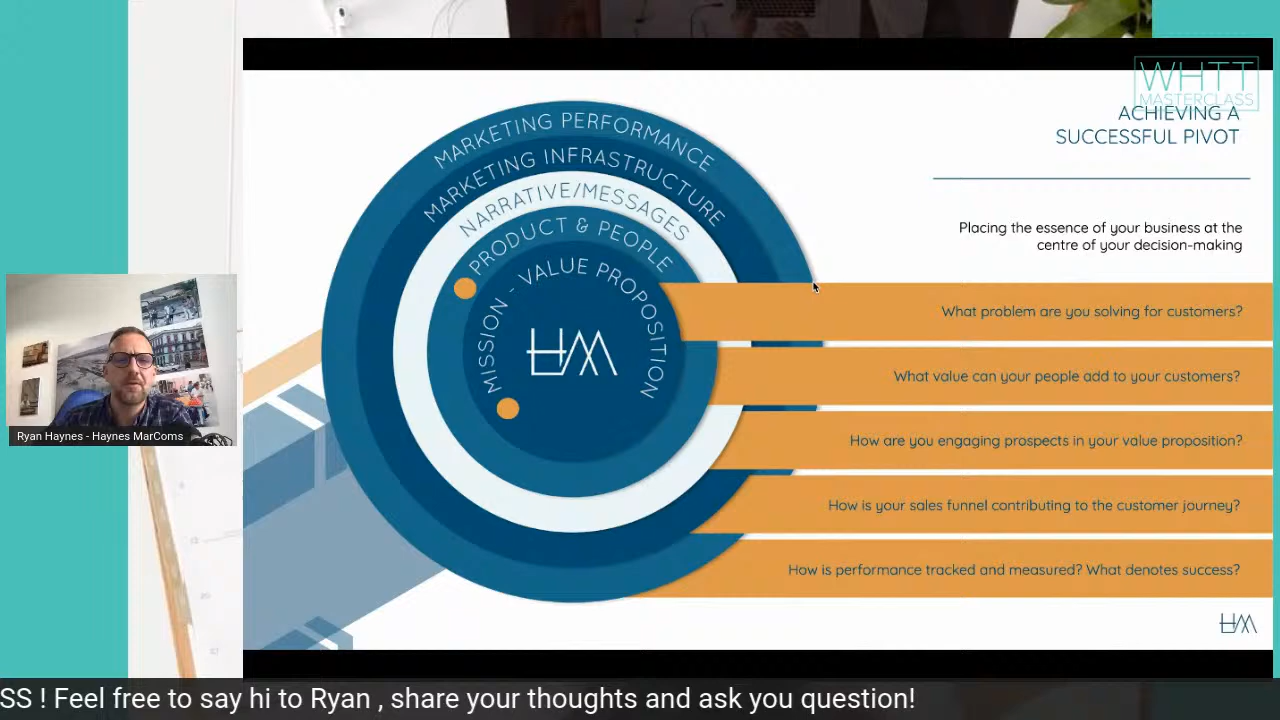 WHTT
MASTERCLASS
ACHIEVING A
SUCCESSFUL PIVOT
Placing the essence of your business at the
centre of your decision-making
MARKETING PERFORMANCE
MARKETING INFRASTRUCTURE
NARRATIVE/MESSAGES
PRODUCT & PEOPLE
MISSION - VALUE PROPOSITION
HM
What problem are you solving for customers?
What value can your people add to your customers?
How are you engaging prospects in your value proposition?
How is your sales funnel contributing to the customer journey?
How is performance tracked and measured? What denotes success?
HM
Ryan Haynes - Haynes MarComs
SS ! Feel free to say hi to Ryan , share your thoughts and ask you question!